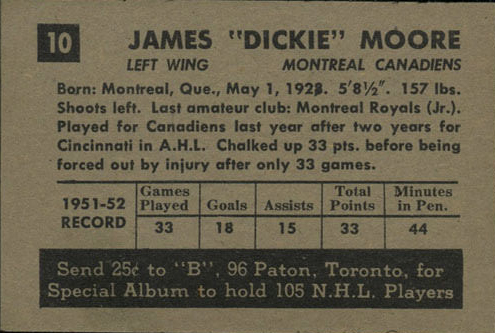 10 JAMES "DICKIE" MOORE
LEFT WING MONTREAL CANADIENS
Born: Montreal, Que., May 1, 1928. 5'8½". 157 lbs.
Shoots left. Last amateur club: Montreal Royals (Jr.).
Played for Canadiens last year after two years for
Cincinnati in A.H.L. Chalked up 33 pts. before being
forced out by injury after only 33 games.
1951-52 RECORD
Games Played Goals Assists Total Points Minutes in Pen.
33 18 15 33 44
Send 25¢ to "B", 96 Paton, Toronto, for
Special Album to hold 105 N.H.L. Players